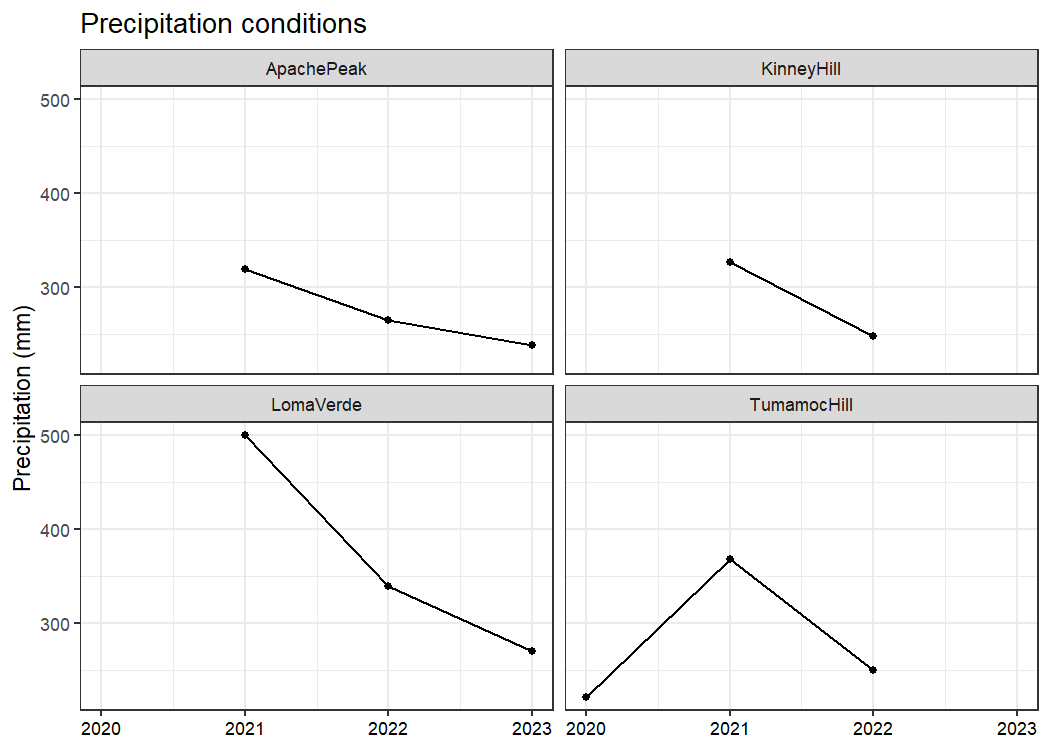 Precipitation conditions
ApachePeak
KinneyHill
500
400
300
Precipitation (mm)
LomaVerde
TumamocHill
500
400
300
2020 2021 2022 2023 2020 2021 2022 2023